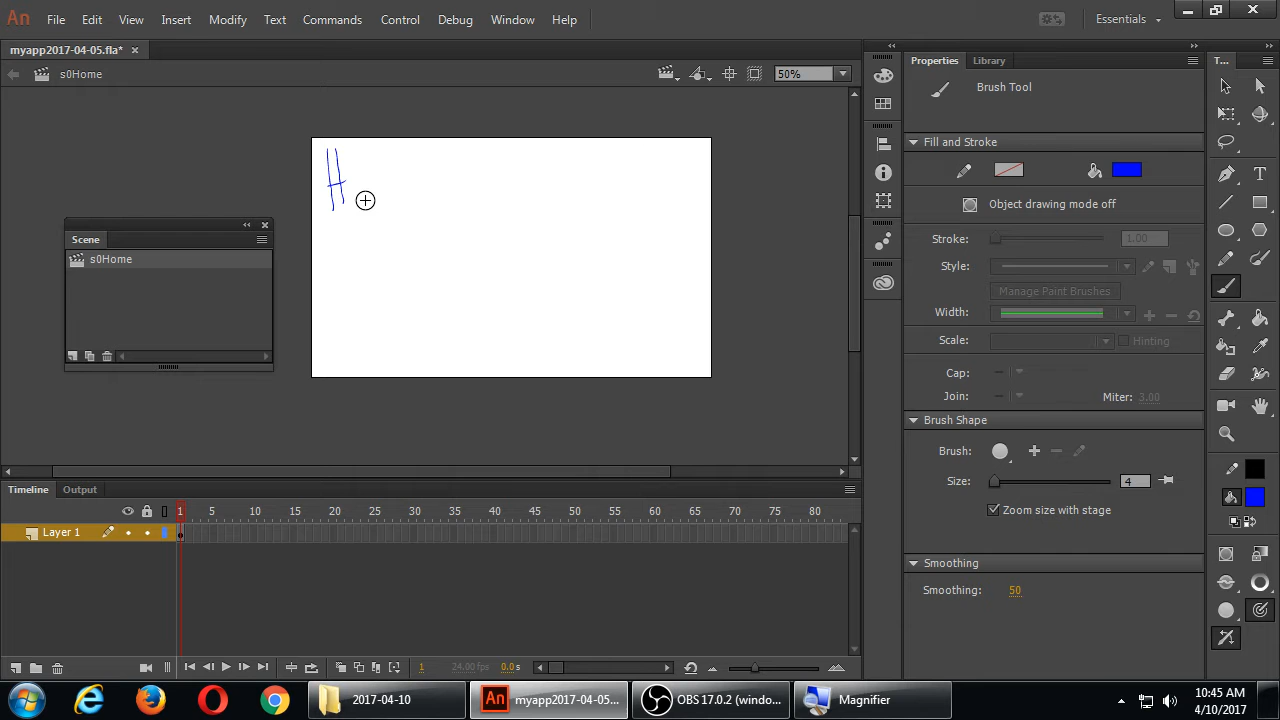 An File Edit View Insert Modify Text Commands Control Debug Window Help Essentials
myapp2017-04-05.fla*
s0Home 50%
H
Scene
s0Home
Properties Library T...
Brush Tool
Fill and Stroke
Object drawing mode off
Stroke: 1.00
Style:
Manage Paint Brushes
Width:
Scale: Hinting
Cap:
Join: Miter: 3.00
Brush Shape
Brush:
Size: 4
Zoom size with stage
Smoothing
Smoothing: 50
Timeline Output
1 5 10 15 20 25 30 35 40 45 50 55 60 65 70 75 80
Layer 1
1 24.00 fps 0.0 s
2017-04-10 An myapp2017-04-05.... OBS 17.0.2 (windo... Magnifier
10:45 AM
4/10/2017